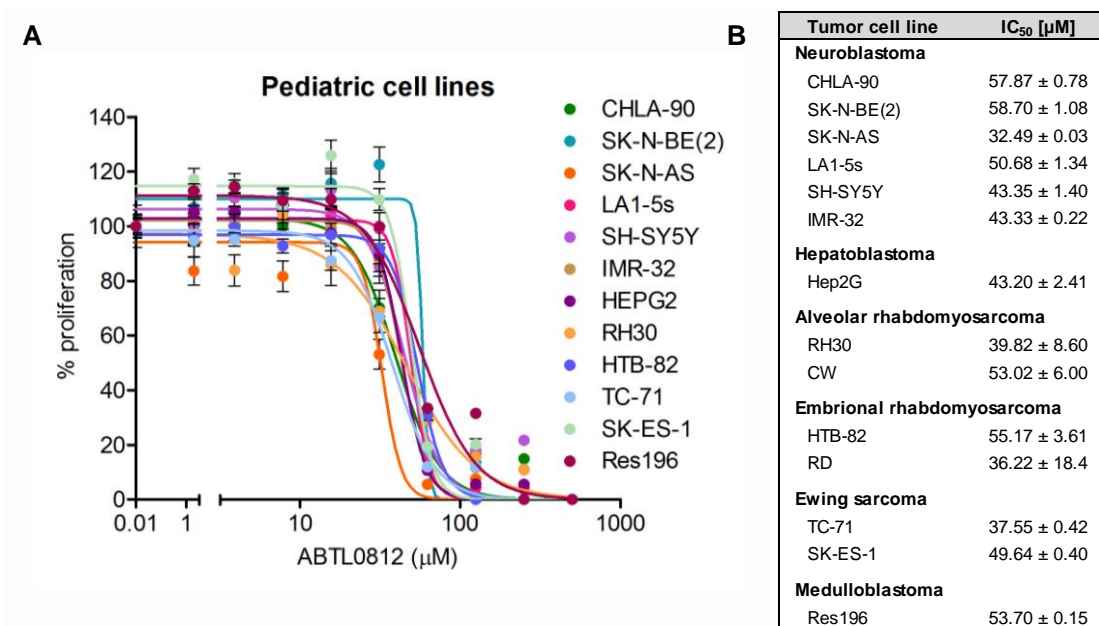 A
B
Pediatric cell lines
% proliferation
140
120
100
80
60
40
20
0
0.01 1 10 100 1000
ABTL0812 (µM)
CHLA-90
SK-N-BE(2)
SK-N-AS
LA1-5s
SH-SY5Y
IMR-32
HEPG2
RH30
HTB-82
TC-71
SK-ES-1
Res196
Tumor cell line IC50 [µM]
Neuroblastoma
CHLA-90 57.87 ± 0.78
SK-N-BE(2) 58.70 ± 1.08
SK-N-AS 32.49 ± 0.03
LA1-5s 50.68 ± 1.34
SH-SY5Y 43.35 ± 1.40
IMR-32 43.33 ± 0.22
Hepatoblastoma
Hep2G 43.20 ± 2.41
Alveolar rhabdomyosarcoma
RH30 39.82 ± 8.60
CW 53.02 ± 6.00
Embrional rhabdomyosarcoma
HTB-82 55.17 ± 3.61
RD 36.22 ± 18.4
Ewing sarcoma
TC-71 37.55 ± 0.42
SK-ES-1 49.64 ± 0.40
Medulloblastoma
Res196 53.70 ± 0.15